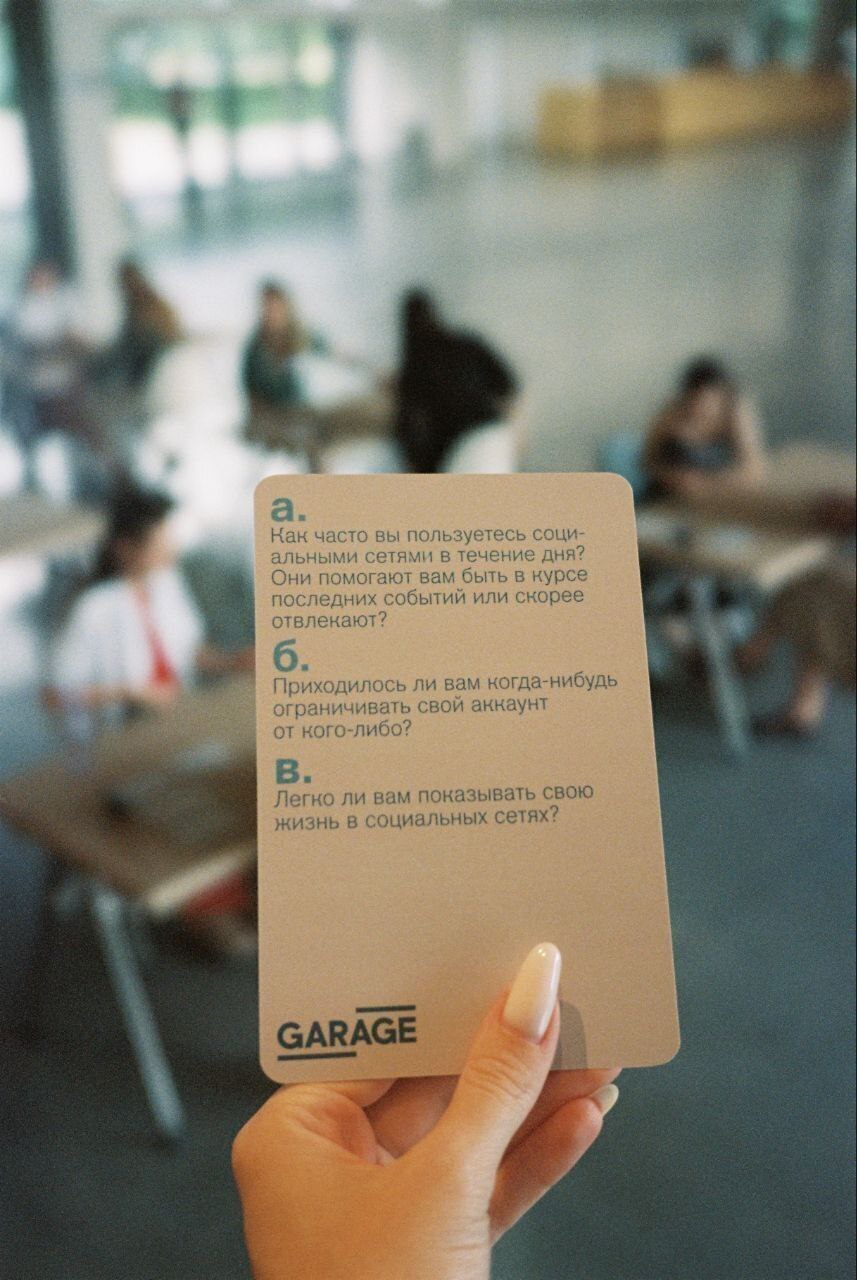 а.
Как часто вы пользуетесь соци-
альными сетями в течение дня?
Они помогают вам быть в курсе
последних событий или скорее
отвлекают?
б.
Приходилось ли вам когда-нибудь
ограничивать свой аккаунт
от кого-либо?
в.
Легко ли вам показывать свою
жизнь в социальных сетях?
GARAGE